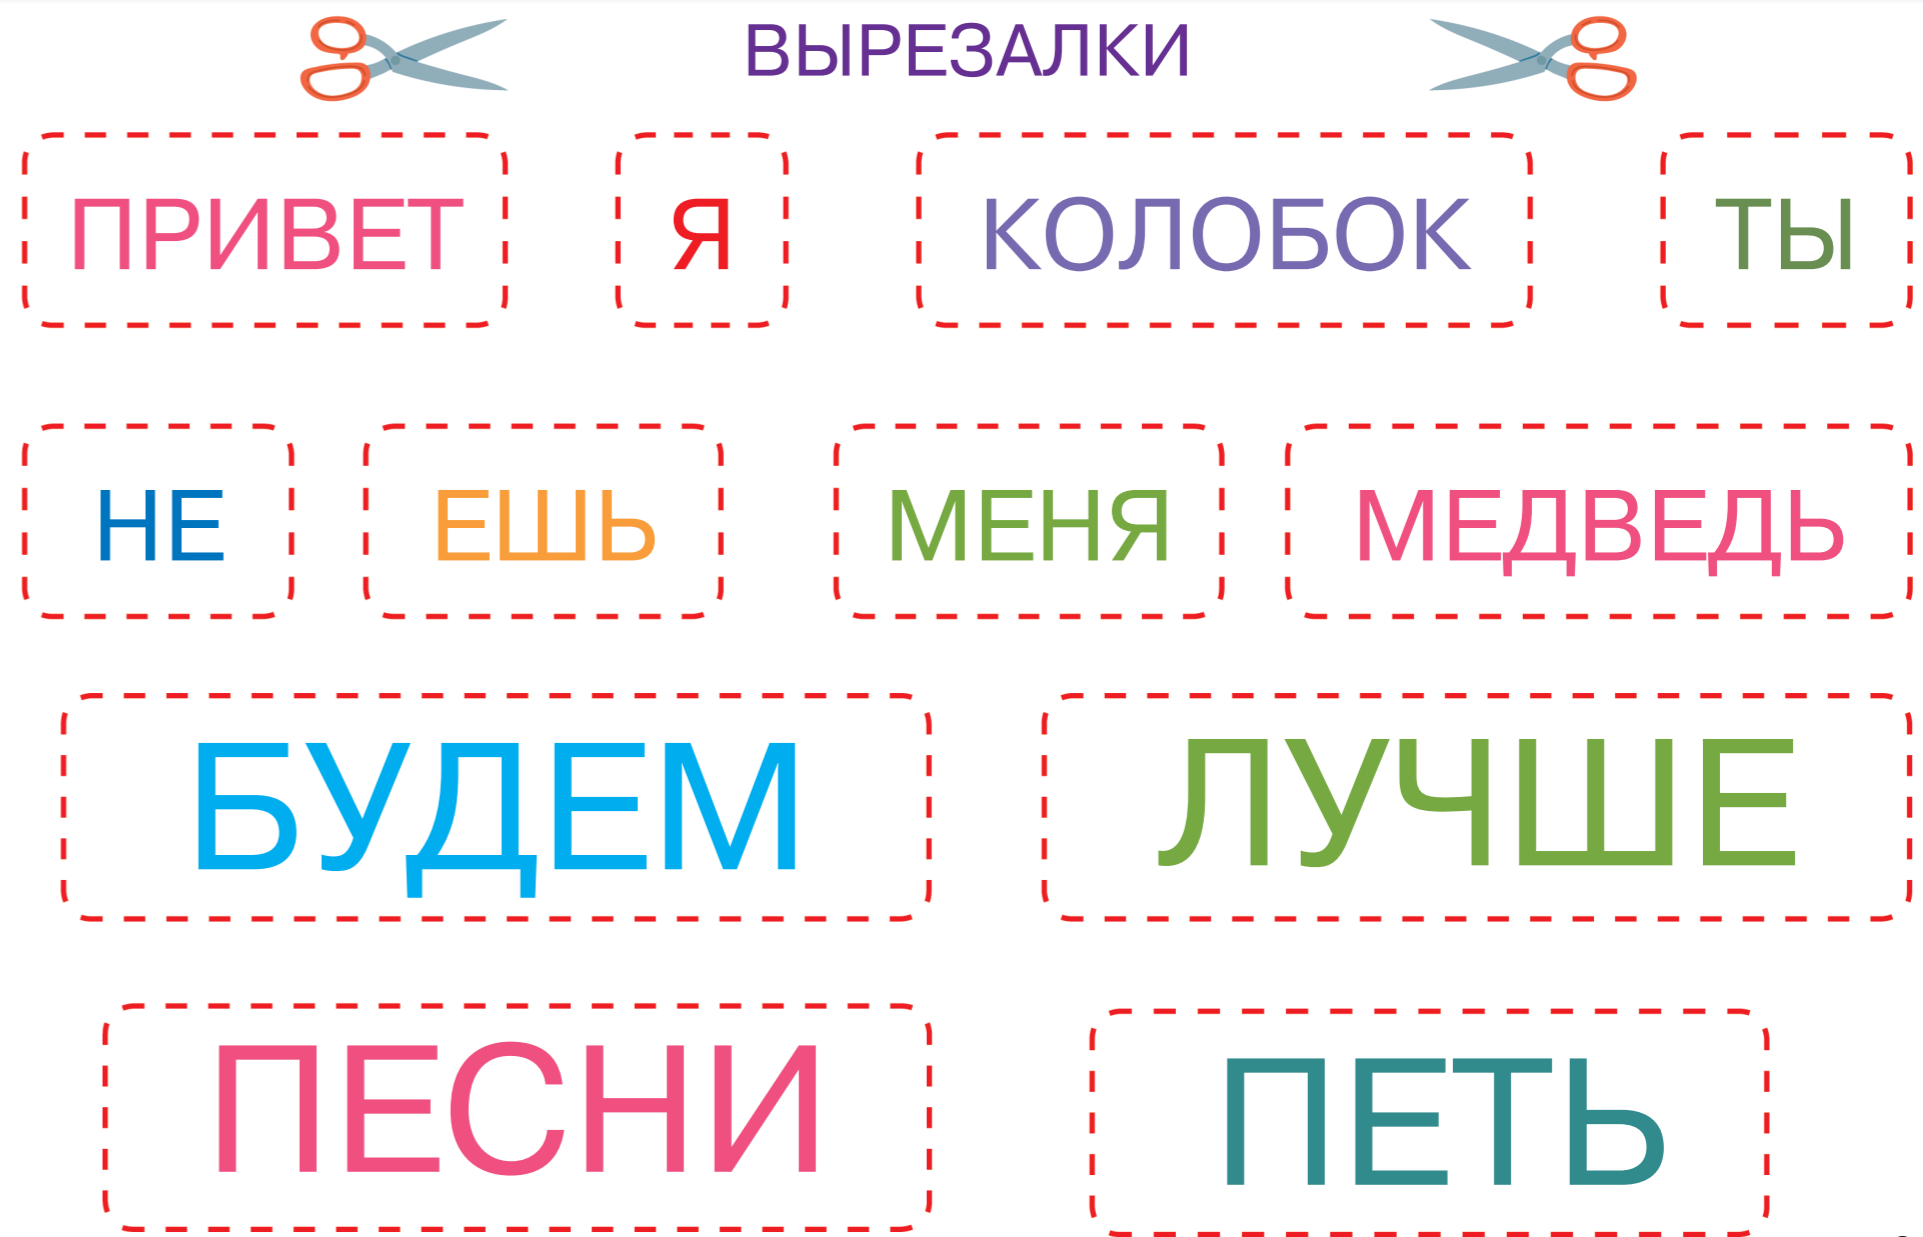 ВЫРЕЗАЛКИ
ПРИВЕТ Я КОЛОБОК ТЫ
НЕ ЕШЬ МЕНЯ МЕДВЕДЬ
БУДЕМ ЛУЧШЕ
ПЕСНИ ПЕТЬ